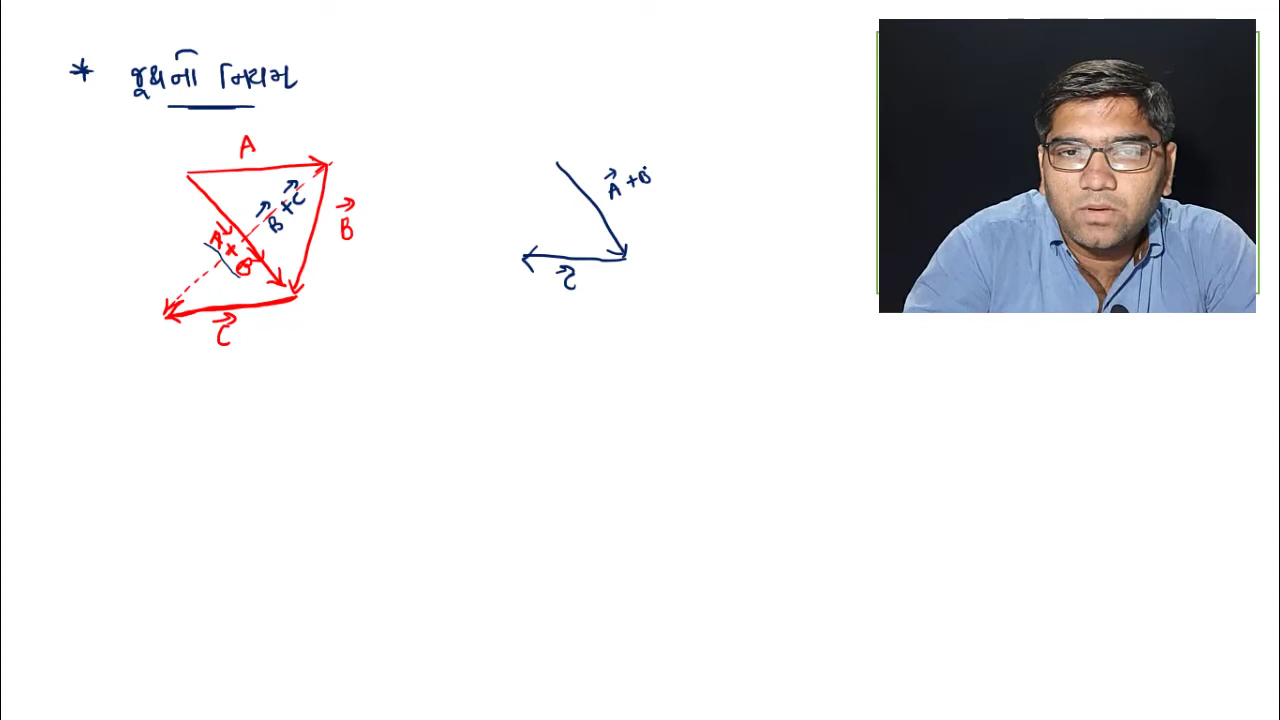 * જૂથનો નિયમ
A
B⃗
B⃗ + C⃗
A⃗ + B⃗
C⃗
A⃗ + B
C⃗